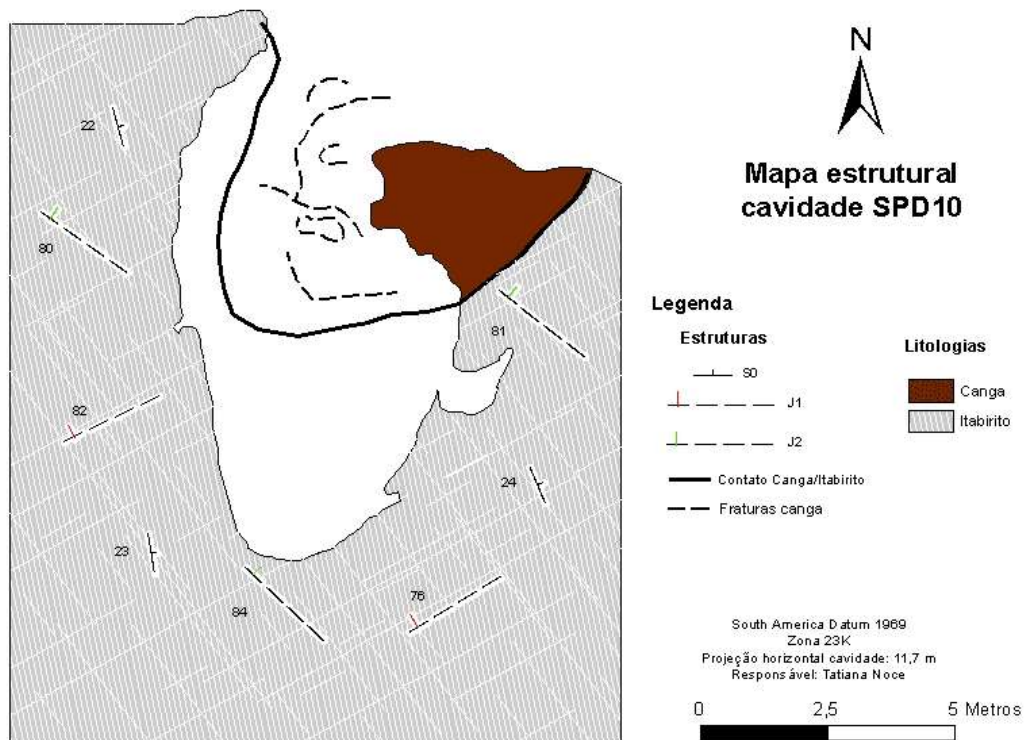 N
Mapa estrutural
cavidade SPD10
22
80
82
23
84
76
24
81
Legenda
Estruturas
S0
J1
J2
Contato Canga/Itabirito
Fraturas canga
Litologias
Canga
Itabirito
South America Datum 1969
Zona 23K
Projeção horizontal cavidade: 11,7 m
Responsável: Tatiana Noce
0 2,5 5 Metros